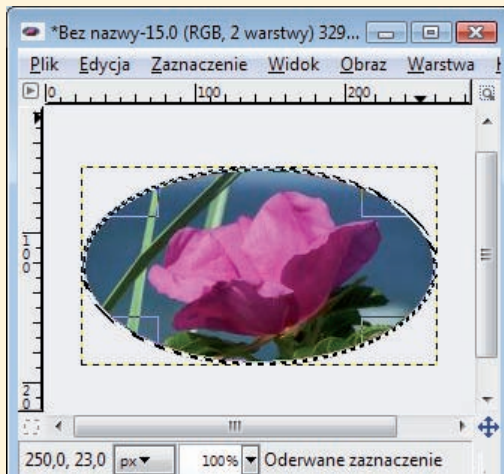 *Bez nazwy-15.0 (RGB, 2 warstwy) 329...
Plik Edycja Zaznaczenie Widok Obraz Warstwa
0 100 200
100
20
250,0, 23,0 px 100% Oderwane zaznaczenie